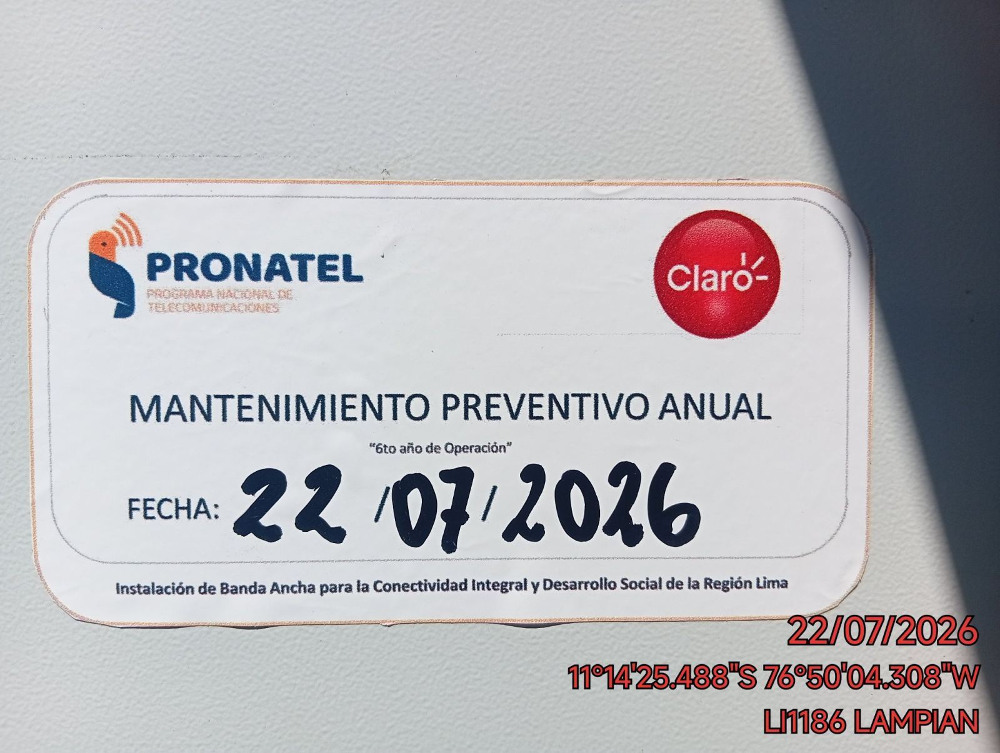 PRONATEL
PROGRAMA NACIONAL DE
TELECOMUNICACIONES
Claro
MANTENIMIENTO PREVENTIVO ANUAL
"6to año de Operación"
FECHA: 22/07/2026
Instalación de Banda Ancha para la Conectividad Integral y Desarrollo Social de la Región Lima
22/07/2026
11°14'25.488"S 76°50'04.308"W
LI1186 LAMPIAN